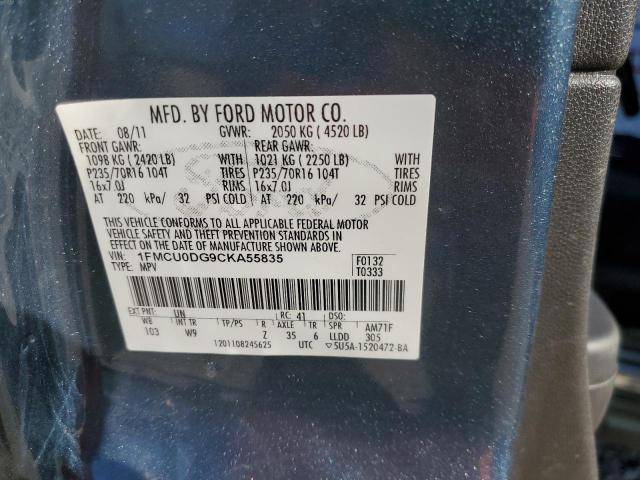 MFD. BY FORD MOTOR CO.
DATE: 08/11 GVWR: 2050 KG ( 4520 LB)
FRONT GAWR: REAR GAWR:
1098 KG ( 2420 LB) WITH 1021 KG ( 2250 LB) WITH
P235/70R16 104T TIRES P235/70R16 104T TIRES
16x7.0J RIMS 16x7.0J RIMS
AT 220 kPa/ 32 PSI COLD AT 220 kPa/ 32 PSI COLD
THIS VEHICLE CONFORMS TO ALL APPLICABLE FEDERAL MOTOR
VEHICLE SAFETY AND THEFT PREVENTION STANDARDS IN
EFFECT ON THE DATE OF MANUFACTURE SHOWN ABOVE.
VIN: 1FMCU0DG9CKA55835 F0132
TYPE: MPV T0333
EXT PNT: UN RC: 41 DSO:
WB INT TR TP/PS R AXLE TR SPR AM71F
103 W9 Z 35 6 LLDD 305
1201108245625 UTC ▽5U5A-1520472-BA